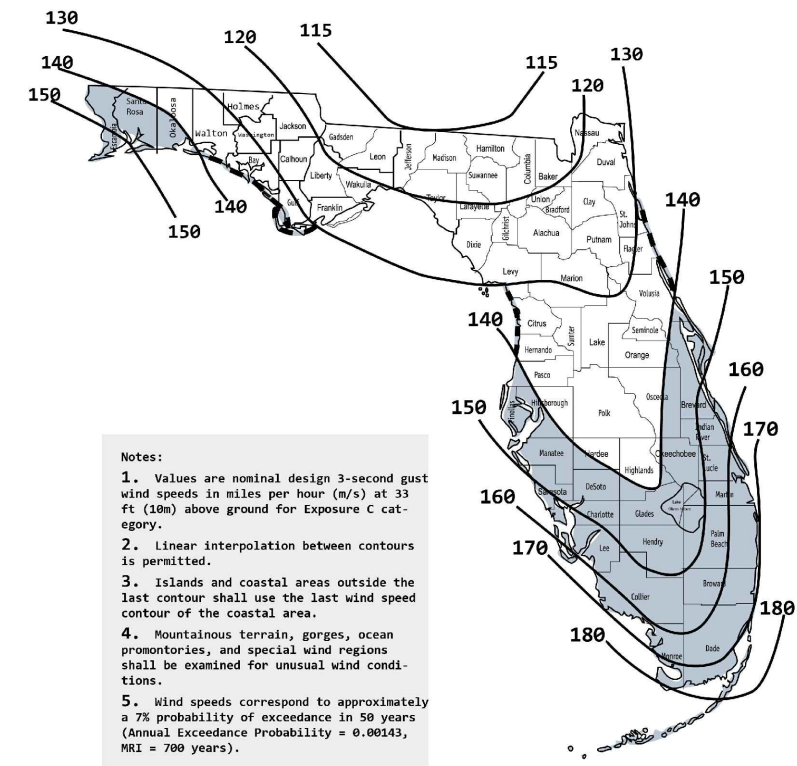 130
115
120
130
115
140
120
150
Santa
Rosa
Okaloosa
Holmes
Walton
Washington
Jackson
Gadsden
Jefferson
Hamilton
Nassau
Escambia
Bay
Calhoun
Leon
Madison
Suwannee
Columbia
Baker
Duval
Liberty
Wakulla
Taylor
Lafayette
Union
Bradford
Clay
St.
Johns
140
Gulf
Franklin
140
150
Gilchrist
Alachua
Putnam
Dixie
Flagler
Levy
Marion
Volusia
150
140
Citrus
Sumter
Lake
Seminole
Hernando
Orange
Pasco
160
Osceola
Pinellas
Hillsborough
Polk
Brevard
150
Indian
River
170
Manatee
Hardee
Highlands
Okeechobee
St.
Lucie
160
Sarasota
DeSoto
Martin
Charlotte
Glades
Lake
170
Lee
Hendry
Palm
Beach
Collier
Broward
180
180
Monroe
Dade
Notes:
1. Values are nominal design 3-second gust
wind speeds in miles per hour (m/s) at 33
ft (10m) above ground for Exposure C cat-
egory.
2. Linear interpolation between contours
is permitted.
3. Islands and coastal areas outside the
last contour shall use the last wind speed
contour of the coastal area.
4. Mountainous terrain, gorges, ocean
promontories, and special wind regions
shall be examined for unusual wind condi-
tions.
5. Wind speeds correspond to approximately
a 7% probability of exceedance in 50 years
(Annual Exceedance Probability = 0.00143,
MRI = 700 years).